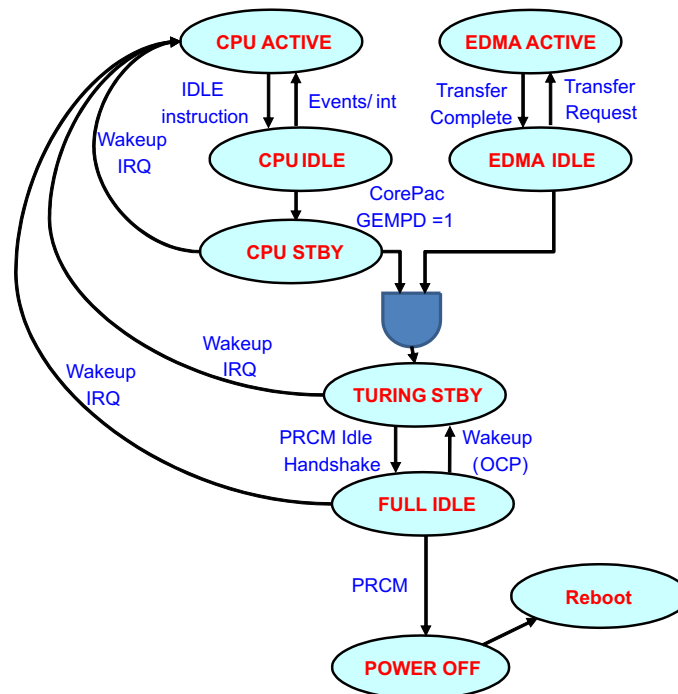 CPU ACTIVE
EDMA ACTIVE
IDLE
instruction
Events/ int
Transfer
Complete
Transfer
Request
Wakeup
IRQ
CPU IDLE
EDMA IDLE
CorePac
GEMPD =1
CPU STBY
Wakeup
IRQ
Wakeup
IRQ
TURING STBY
PRCM Idle
Handshake
Wakeup
(OCP)
FULL IDLE
PRCM
Reboot
POWER OFF